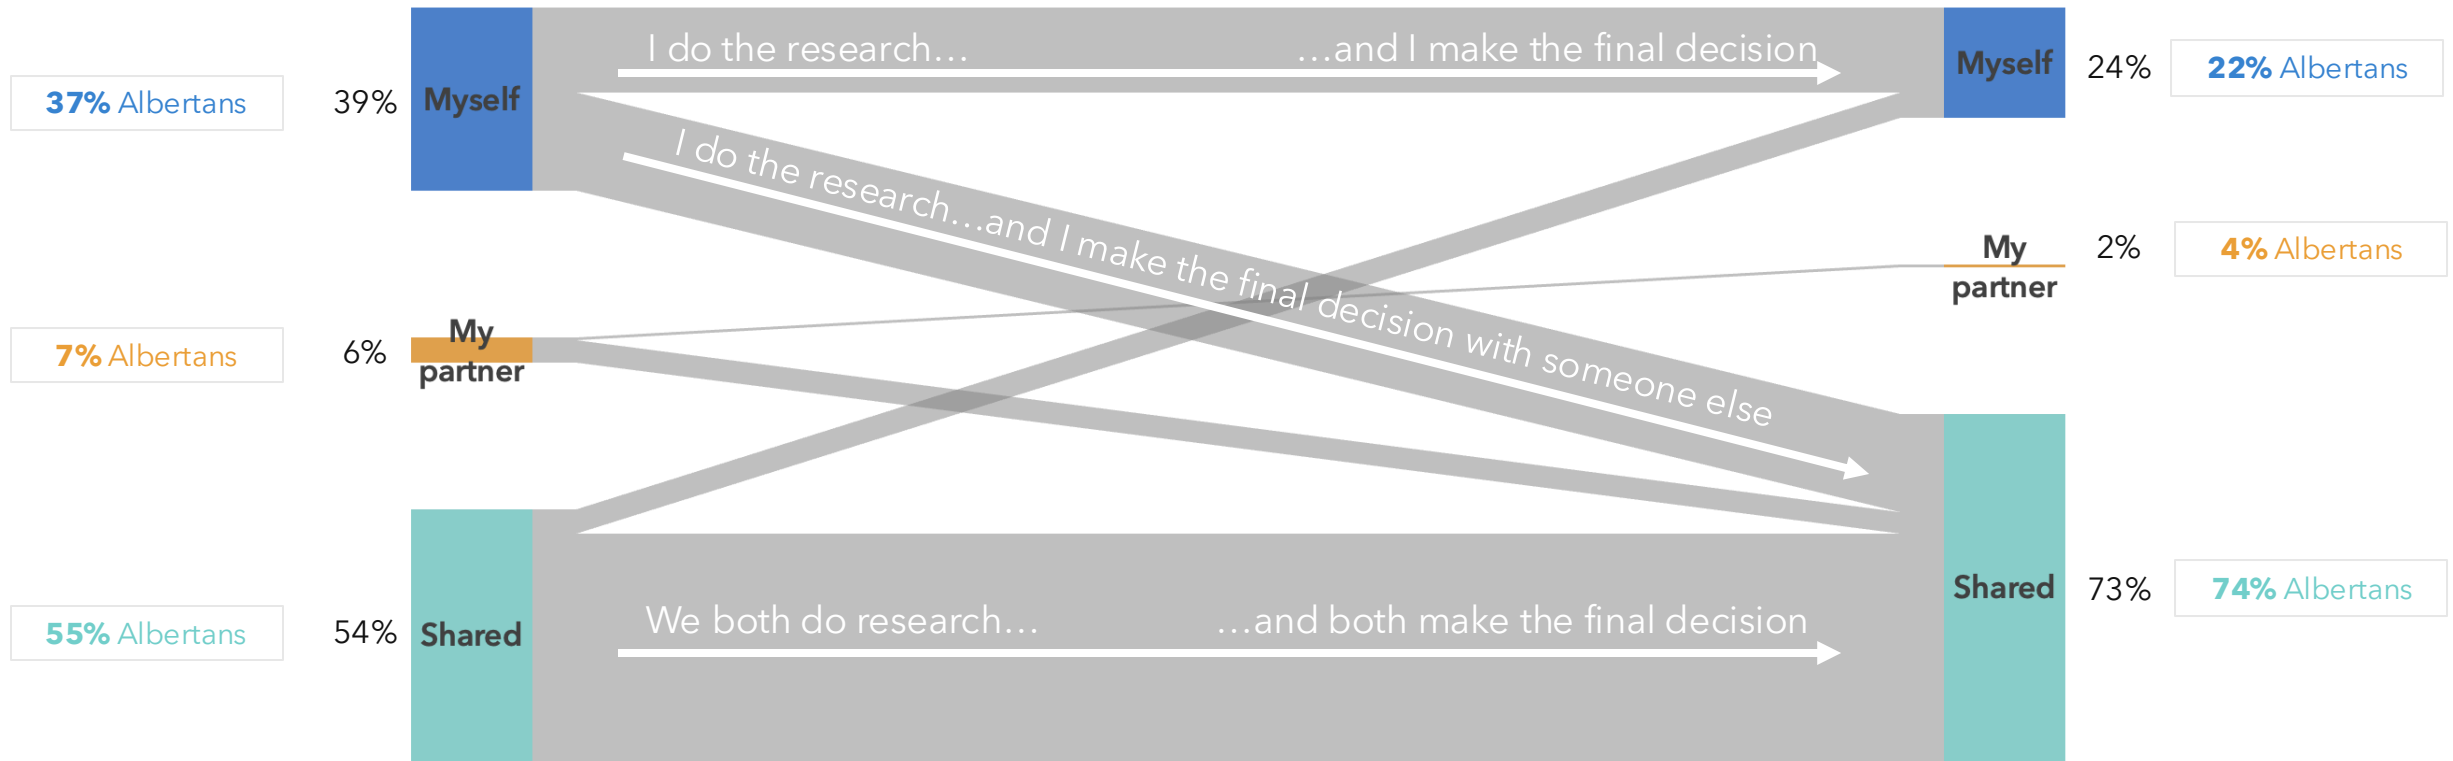 I do the research...
...and I make the final decision
37% Albertans
39%
Myself
Myself
24%
22% Albertans
I do the research...and I make the final decision with someone else
7% Albertans
6%
My
partner
My
partner
2%
4% Albertans
55% Albertans
54%
Shared
We both do research...
...and both make the final decision
Shared
73%
74% Albertans